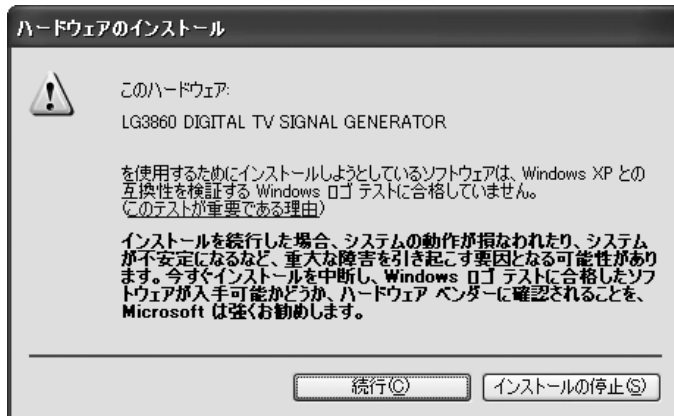 ハードウェアのインストール
このハードウェア:
LG3860 DIGITAL TV SIGNAL GENERATOR
を使用するためにインストールしようとしているソフトウェアは、Windows XP との
互換性を検証する Windows ロゴ テストに合格していません。
(このテストが重要である理由)
インストールを続行した場合、システムの動作が損なわれたり、システム
が不安定になるなど、重大な障害を引き起こす要因となる可能性があり
ます。今すぐインストールを中断し、Windows ロゴ テストに合格したソフ
トウェアが入手可能かどうか、ハードウェア ベンダーに確認されることを、
Microsoft は強くお勧めします。
続行(C) インストールの停止(S)